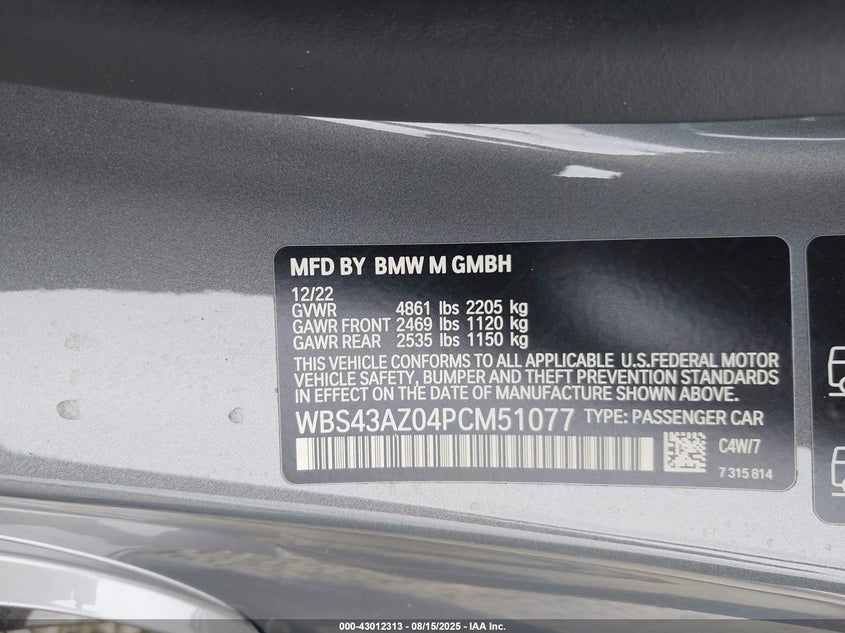 MFD BY BMW M GMBH
12/22
GVWR 4861 lbs 2205 kg
GAWR FRONT 2469 lbs 1120 kg
GAWR REAR 2535 lbs 1150 kg
THIS VEHICLE CONFORMS TO ALL APPLICABLE U.S.FEDERAL MOTOR
VEHICLE SAFETY, BUMPER AND THEFT PREVENTION STANDARDS
IN EFFECT ON THE DATE OF MANUFACTURE SHOWN ABOVE.
WBS43AZ04PCM51077 TYPE: PASSENGER CAR
C4W/7
7 315 814
000-43012313 - 08/15/2025 - IAA Inc.